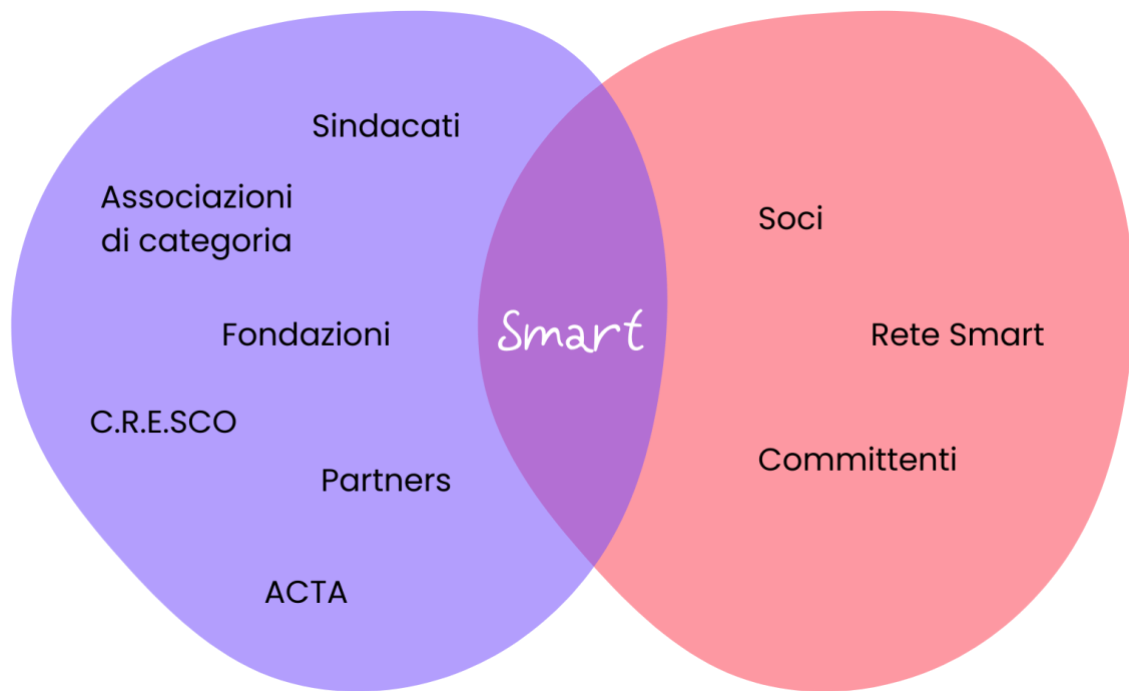 Sindacati
Associazioni
di categoria
Fondazioni
C.R.E.SCO
Partners
ACTA
Smart
Soci
Rete Smart
Committenti